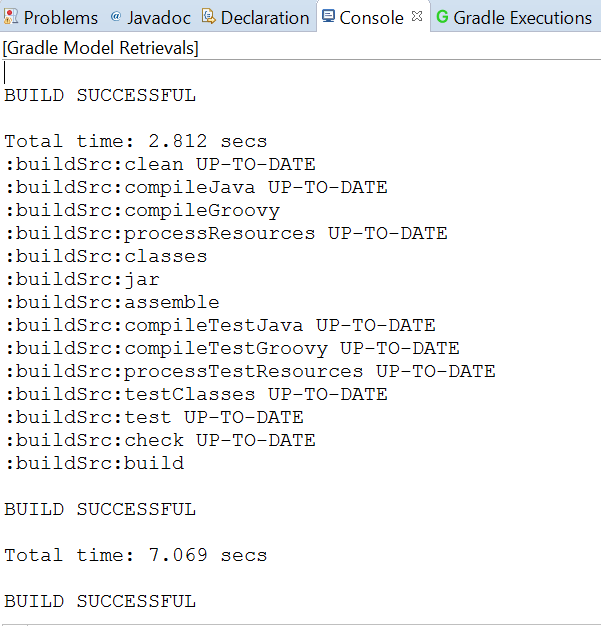 Problems @ Javadoc Declaration Console G Gradle Executions
[Gradle Model Retrievals]
BUILD SUCCESSFUL
Total time: 2.812 secs
:buildSrc:clean UP-TO-DATE
:buildSrc:compileJava UP-TO-DATE
:buildSrc:compileGroovy
:buildSrc:processResources UP-TO-DATE
:buildSrc:classes
:buildSrc:jar
:buildSrc:assemble
:buildSrc:compileTestJava UP-TO-DATE
:buildSrc:compileTestGroovy UP-TO-DATE
:buildSrc:processTestResources UP-TO-DATE
:buildSrc:testClasses UP-TO-DATE
:buildSrc:test UP-TO-DATE
:buildSrc:check UP-TO-DATE
:buildSrc:build
BUILD SUCCESSFUL
Total time: 7.069 secs
BUILD SUCCESSFUL